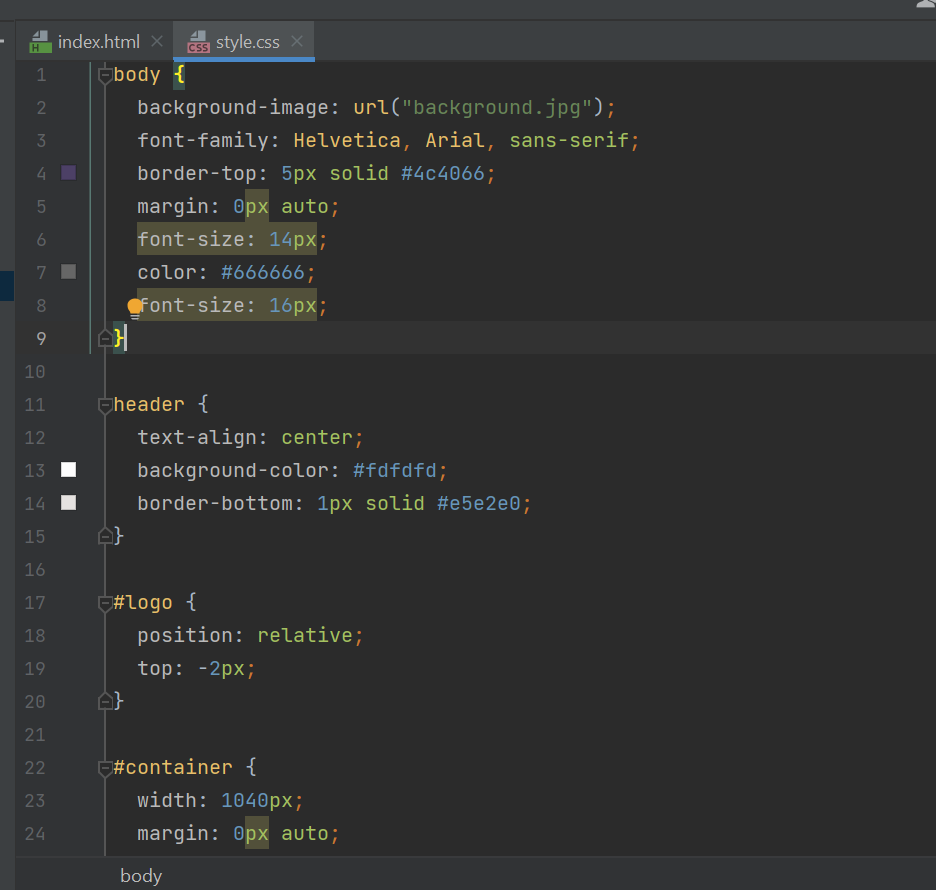 index.html style.css
1 body {
2 background-image: url("background.jpg");
3 font-family: Helvetica, Arial, sans-serif;
4 border-top: 5px solid #4c4066;
5 margin: 0px auto;
6 font-size: 14px;
7 color: #666666;
8 font-size: 16px;
9 }
10
11 header {
12 text-align: center;
13 background-color: #fdfdfd;
14 border-bottom: 1px solid #e5e2e0;
15 }
16
17 #logo {
18 position: relative;
19 top: -2px;
20 }
21
22 #container {
23 width: 1040px;
24 margin: 0px auto;
body